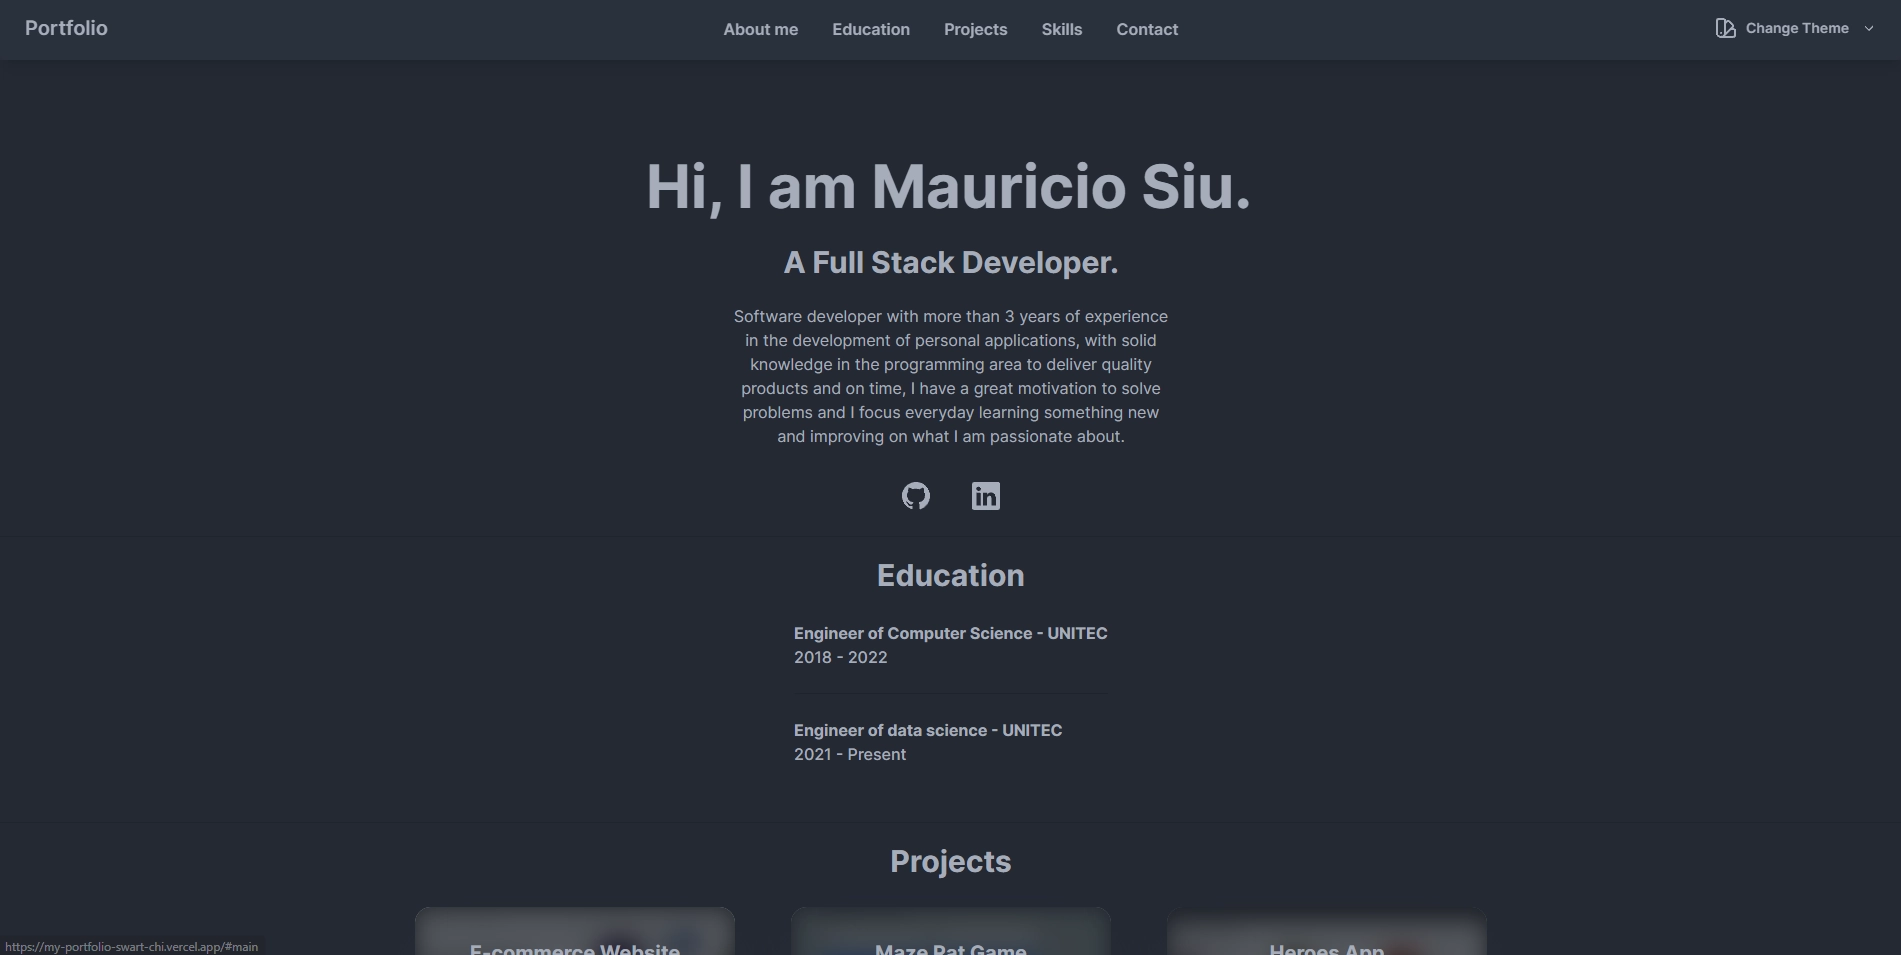 Portfolio
About me
Education
Projects
Skills
Contact
Change Theme
Hi, I am Mauricio Siu.
A Full Stack Developer.
Software developer with more than 3 years of experience
in the development of personal applications, with solid
knowledge in the programming area to deliver quality
products and on time, I have a great motivation to solve
problems and I focus everyday learning something new
and improving on what I am passionate about.
in
Education
Engineer of Computer Science - UNITEC
2018 - 2022
Engineer of data science - UNITEC
2021 - Present
Projects
E-commerce Website
Maze Rat Game
Heroes App
https://my-portfolio-swart-chi.vercel.app/#main